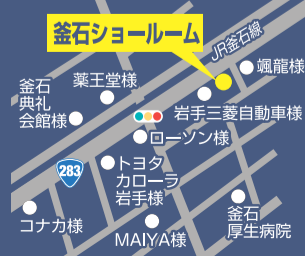 釜石ショールーム
JR釜石線
颯龍様
薬王堂様
釜石
典礼
会館様
岩手三菱自動車様
ローソン様
283
トヨタ
カローラ
岩手様
コナカ様
MAIYA様
釜石
厚生病院